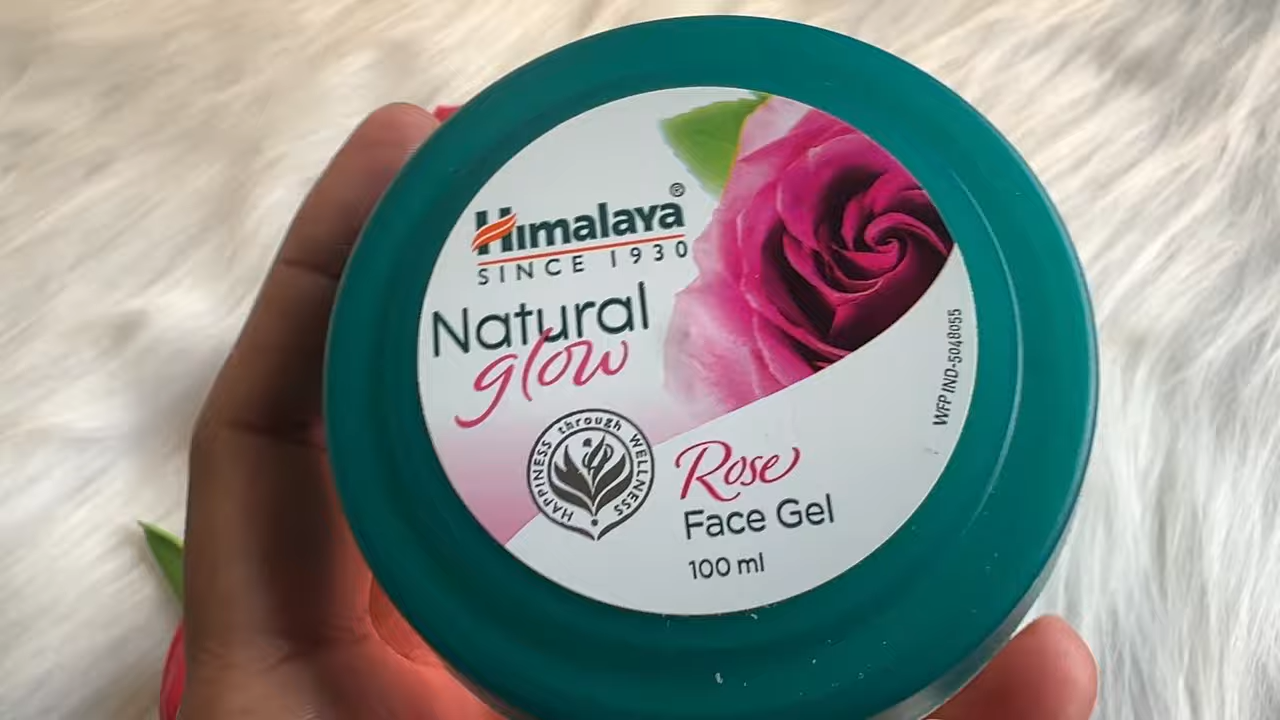 Himalaya®
SINCE 1930
Natural
glow
HAPPINESS through WELLNESS
Rose
Face Gel
100 ml
WFP IND-5048055